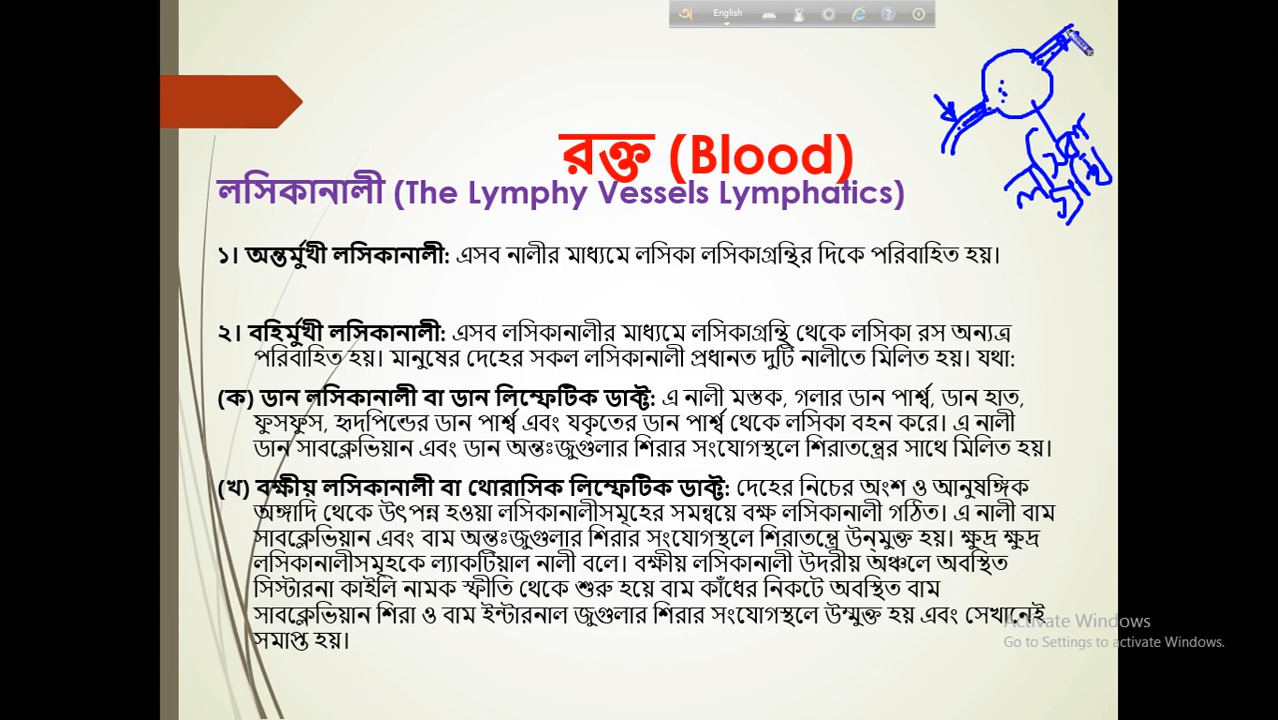 English
রক্ত (Blood)
লসিকানালী (The Lymphy Vessels Lymphatics)
১। অন্তর্মুখী লসিকানালী: এসব নালীর মাধ্যমে লসিকা লসিকাগ্রন্থির দিকে পরিবাহিত হয়।
২। বহির্মুখী লসিকানালী: এসব লসিকানালীর মাধ্যমে লসিকাগ্রন্থি থেকে লসিকা রস অন্যত্র
পরিবাহিত হয়। মানুষের দেহের সকল লসিকানালী প্রধানত দুটি নালীতে মিলিত হয়। যথা:
(ক) ডান লসিকানালী বা ডান লিম্ফেটিক ডাক্ট: এ নালী মস্তক, গলার ডান পার্শ্ব, ডান হাত,
ফুসফুস, হৃদপিন্ডের ডান পার্শ্ব এবং যকৃতের ডান পার্শ্ব থেকে লসিকা বহন করে। এ নালী
ডান সাবক্লেভিয়ান এবং ডান অন্তঃজুগুলার শিরার সংযোগস্থলে শিরাতন্ত্রের সাথে মিলিত হয়।
(খ) বক্ষীয় লসিকানালী বা থোরাসিক লিম্ফেটিক ডাক্ট: দেহের নিচের অংশ ও আনুষঙ্গিক
অঙ্গাদি থেকে উৎপন্ন হওয়া লসিকানালীসমূহের সমন্বয়ে বক্ষ লসিকানালী গঠিত। এ নালী বাম
সাবক্লেভিয়ান এবং বাম অন্তঃজুগুলার শিরার সংযোগস্থলে শিরাতন্ত্রে উন্মুক্ত হয়। ক্ষুদ্র ক্ষুদ্র
লসিকানালীসমূহকে ল্যাকটিয়াল নালী বলে। বক্ষীয় লসিকানালী উদরীয় অঞ্চলে অবস্থিত
সিস্টারনা কাইলি নামক স্ফীতি থেকে শুরু হয়ে বাম কাঁধের নিকটে অবস্থিত বাম
সাবক্লেভিয়ান শিরা ও বাম ইন্টারনাল জুগুলার শিরার সংযোগস্থলে উম্মুক্ত হয় এবং সেখানেই
সমাপ্ত হয়।
Activate Windows
Go to Settings to activate Windows.